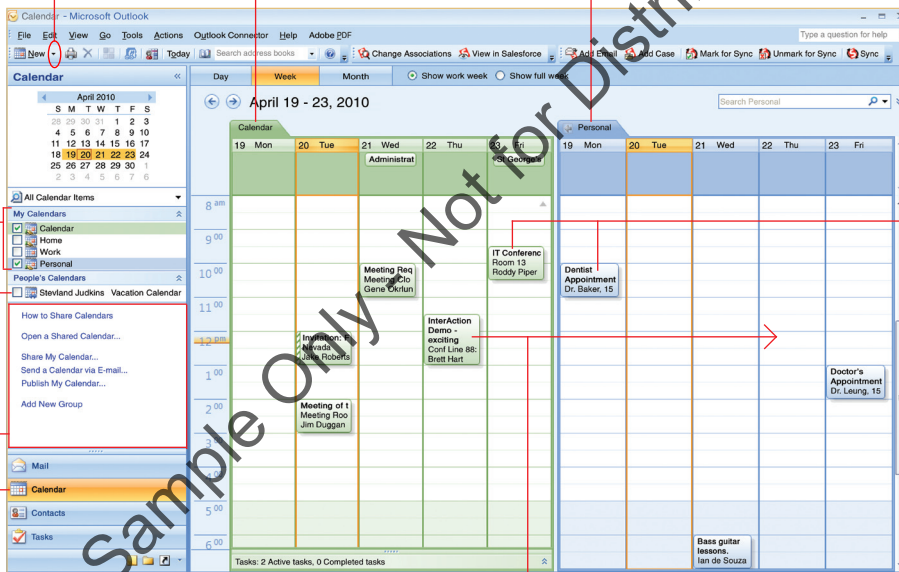 Calendar - Microsoft Outlook
File Edit View Go Tools Actions Outlook Connector Help Adobe PDF
Type a question for help
New Today Search address books Change Associations View in Salesforce Add Email Add Case Mark for Sync Unmark for Sync Sync
Calendar
Day Week Month Show work week Show full week
April 2010
S M T W T F S
28 29 30 31 1 2 3
4 5 6 7 8 9 10
11 12 13 14 15 16 17
18 19 20 21 22 23 24
25 26 27 28 29 30 1
2 3 4 5 6 7 8
All Calendar Items
My Calendars
Calendar
Home
Work
Personal
People's Calendars
Stevland Judkins Vacation Calendar
How to Share Calendars
Open a Shared Calendar...
Share My Calendar...
Send a Calendar via E-mail...
Publish My Calendar...
Add New Group
Mail
Calendar
Contacts
Tasks
April 19 - 23, 2010
Search Personal
Calendar
19 Mon 20 Tue 21 Wed 22 Thu 23 Fri
Administrat
St George's
8 am
9 00
10 00
11 00
12 pm
1 00
2 00
3 00
4 00
5 00
6 00
Invitation: F
Nevada
Jake Roberts
Meeting of t
Meeting Roo
Jim Duggan
Meeting Req
Meeting Clo
Gene Okrlun
InterAction
Demo -
exciting
Conf Line 88:
Brett Hart
IT Conferenc
Room 13
Roddy Piper
Tasks: 2 Active tasks, 0 Completed tasks
Personal
19 Mon 20 Tue 21 Wed 22 Thu 23 Fri
Dentist
Appointment
Dr. Baker, 15
Bass guitar
lessons.
Ian de Souza
Doctor's
Appointment
Dr. Leung, 15
Sample Only - Not for Distri